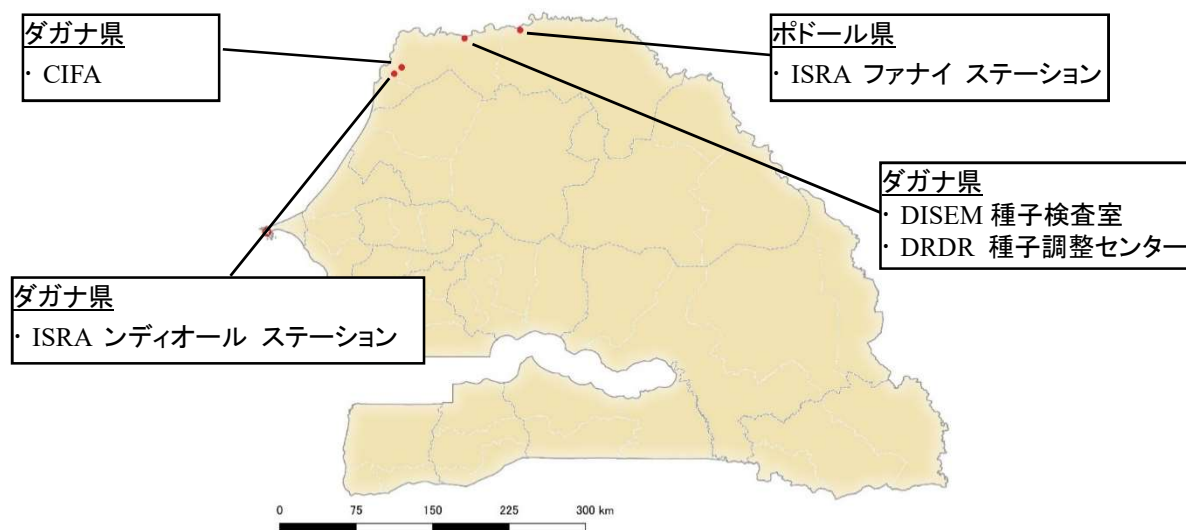 ダガナ県
· CIFA
ポドール県
· ISRA ファナイ ステーション
ダガナ県
· DISEM 種子検査室
· DRDR 種子調整センター
ダガナ県
· ISRA ンディオール ステーション
0 75 150 225 300 km